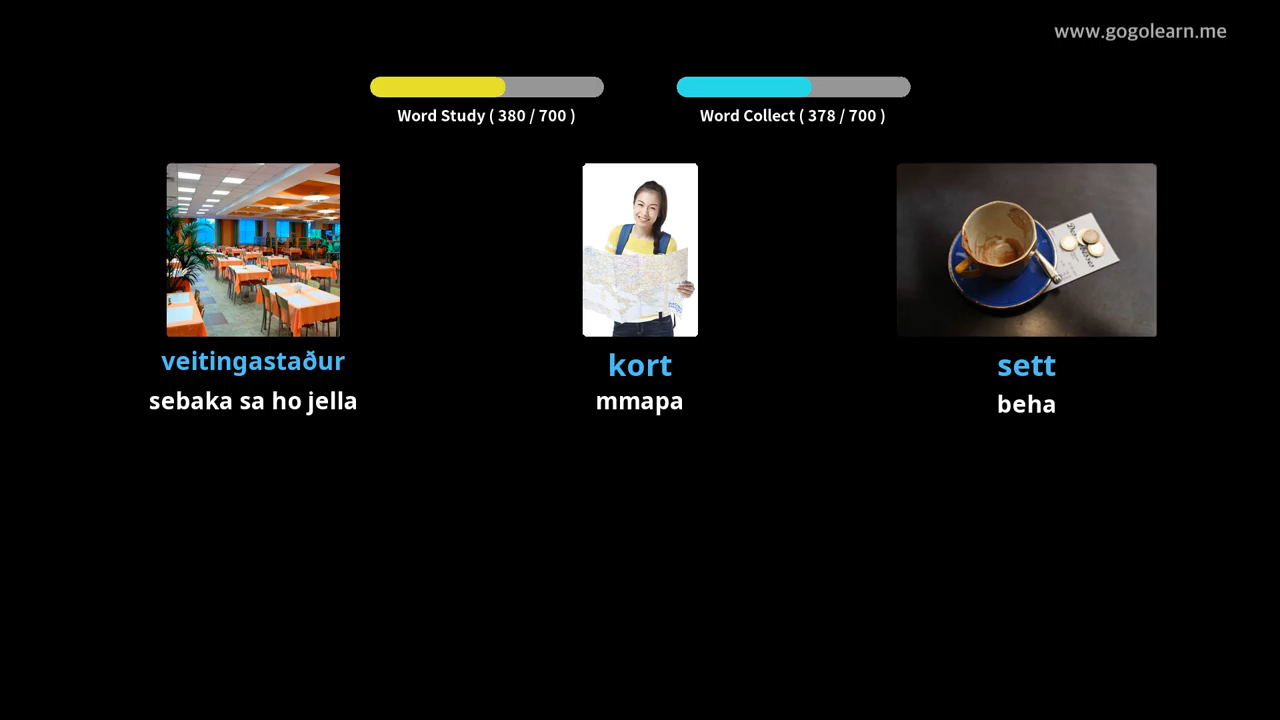 www.gogolearn.me
Word Study ( 380 / 700 )
Word Collect ( 378 / 700 )
veitingastaður
sebaka sa ho jella
kort
mmapa
sett
beha